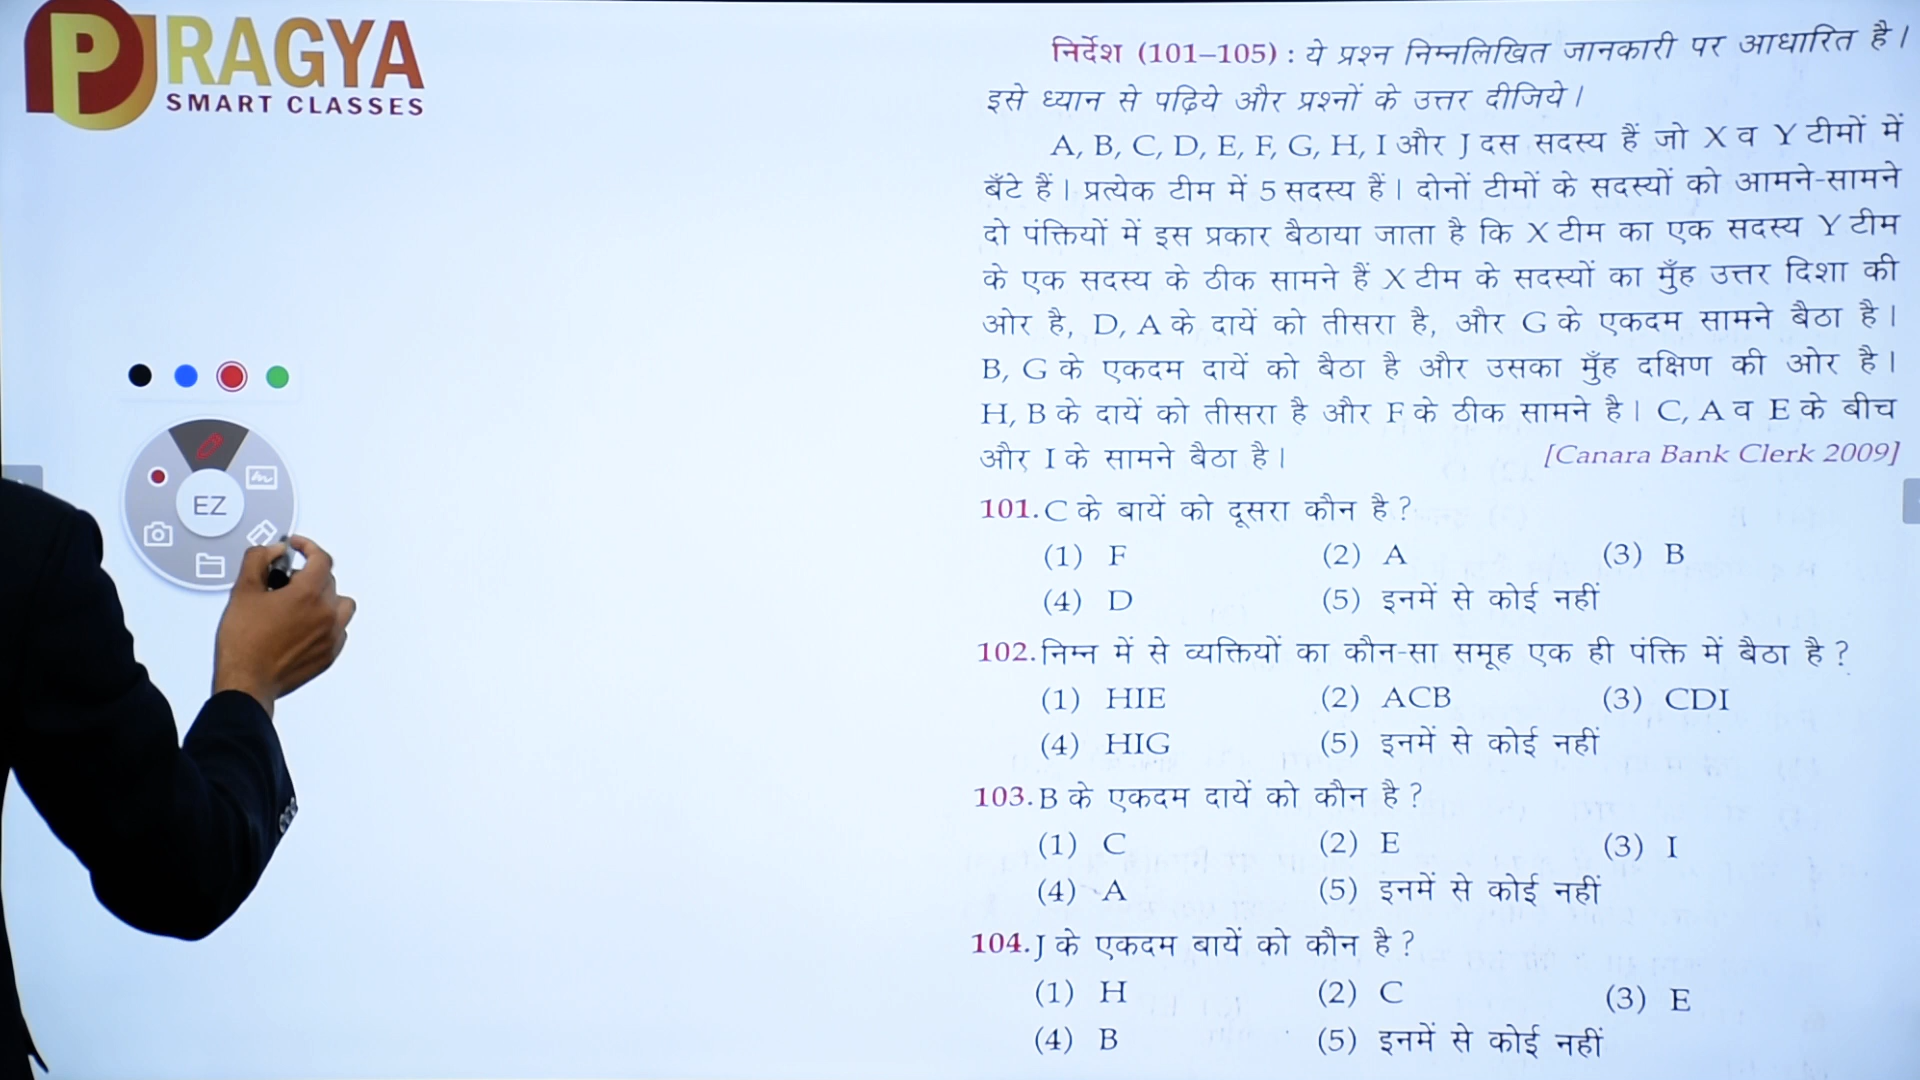 PRAGYA
SMART CLASSES
EZ
निर्देश (101–105) : ये प्रश्न निम्नलिखित जानकारी पर आधारित है।
इसे ध्यान से पढ़िये और प्रश्नों के उत्तर दीजिये।
A, B, C, D, E, F, G, H, I और J दस सदस्य हैं जो X व Y टीमों में
बँटे हैं। प्रत्येक टीम में 5 सदस्य हैं। दोनों टीमों के सदस्यों को आमने-सामने
दो पंक्तियों में इस प्रकार बैठाया जाता है कि X टीम का एक सदस्य Y टीम
के एक सदस्य के ठीक सामने हैं X टीम के सदस्यों का मुँह उत्तर दिशा की
ओर है, D, A के दायें को तीसरा है, और G के एकदम सामने बैठा है।
B, G के एकदम दायें को बैठा है और उसका मुँह दक्षिण की ओर है।
H, B के दायें को तीसरा है और F के ठीक सामने है। C, A व E के बीच
और I के सामने बैठा है। [Canara Bank Clerk 2009]
101. C के बायें को दूसरा कौन है ?
(1) F (2) A (3) B
(4) D (5) इनमें से कोई नहीं
102. निम्न में से व्यक्तियों का कौन-सा समूह एक ही पंक्ति में बैठा है ?
(1) HIE (2) ACB (3) CDI
(4) HIG (5) इनमें से कोई नहीं
103. B के एकदम दायें को कौन है ?
(1) C (2) E (3) I
(4) A (5) इनमें से कोई नहीं
104. J के एकदम बायें को कौन है ?
(1) H (2) C (3) E
(4) B (5) इनमें से कोई नहीं